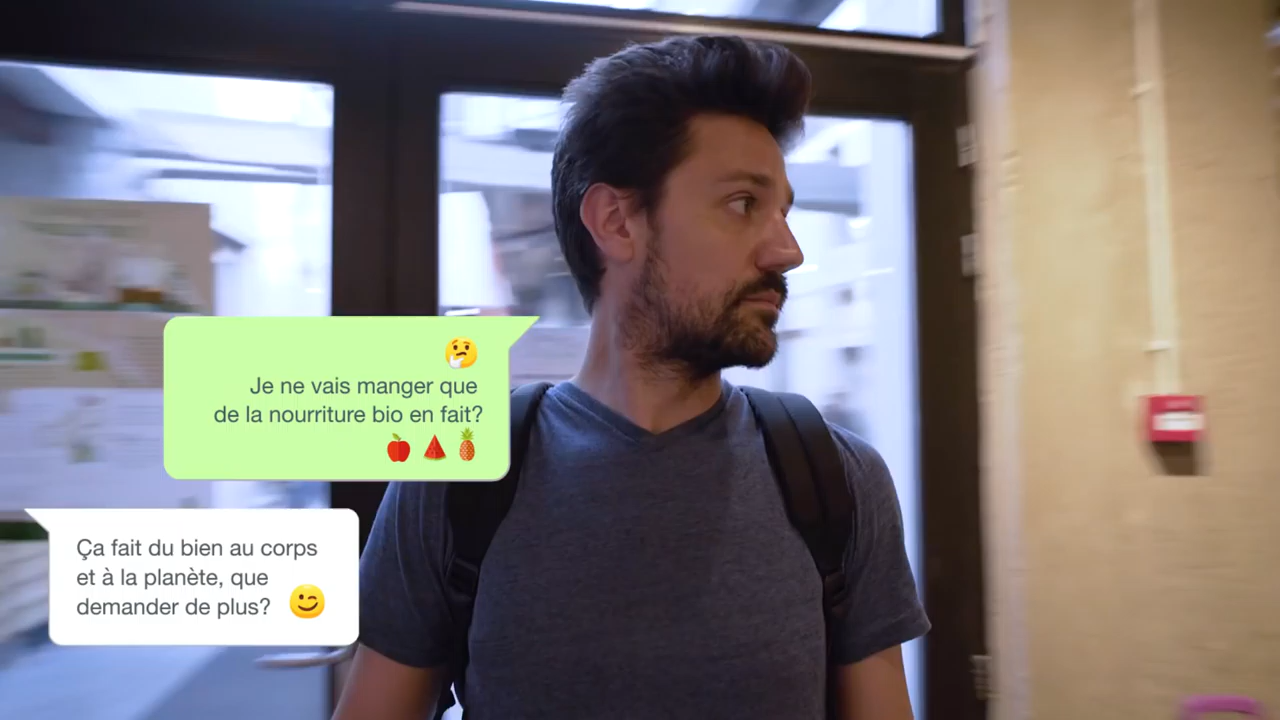 🤔
Je ne vais manger que
de la nourriture bio en fait?
🍎 🍉 🍍
Ça fait du bien au corps
et à la planète, que
demander de plus? 😉